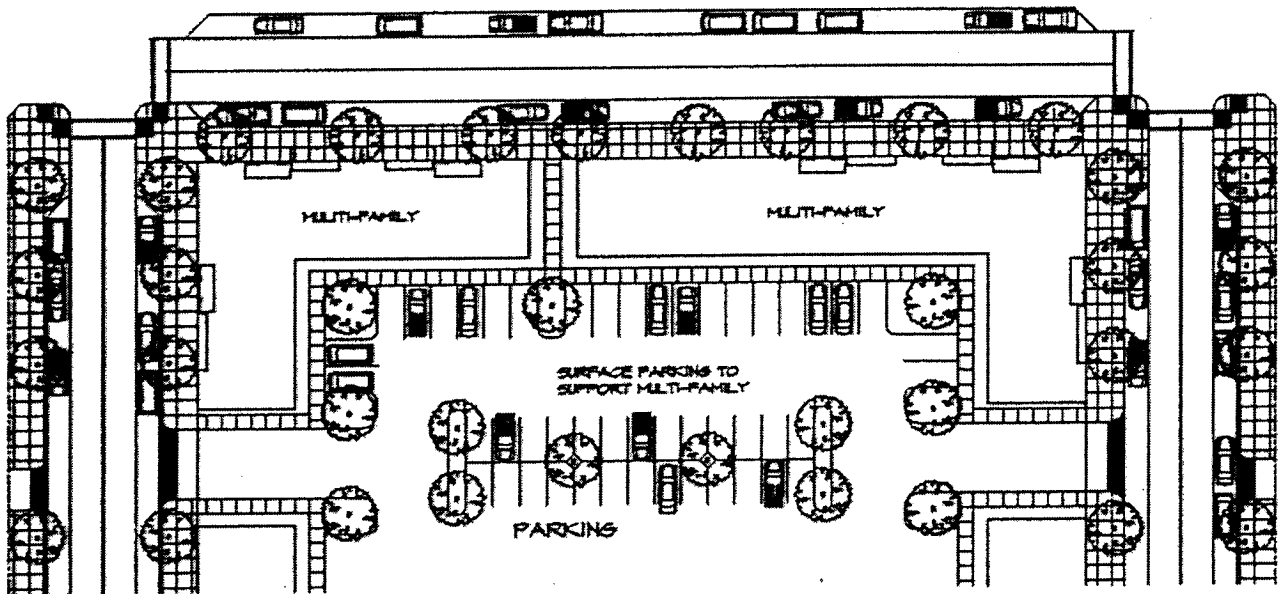 MULTI-FAMILY
MULTI-FAMILY
SURFACE PARKING TO
SUPPORT MULTI-FAMILY
PARKING